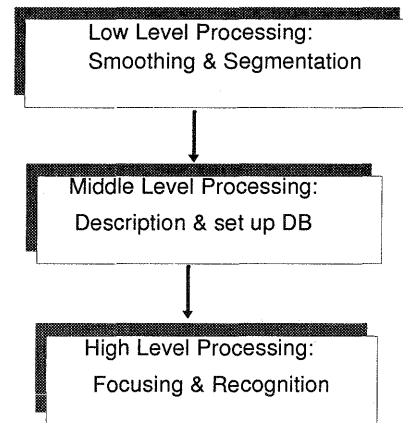 Low Level Processing:
Smoothing & Segmentation
Middle Level Processing:
Description & set up DB
High Level Processing:
Focusing & Recognition